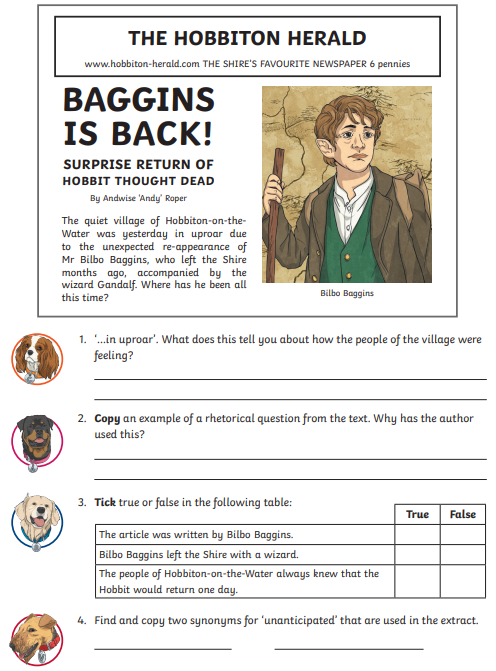 THE HOBBITON HERALD
www.hobbiton-herald.com THE SHIRE'S FAVOURITE NEWSPAPER 6 pennies
BAGGINS
IS BACK!
SURPRISE RETURN OF
HOBBIT THOUGHT DEAD
By Andwise 'Andy' Roper
The quiet village of Hobbiton-on-the-
Water was yesterday in uproar due
to the unexpected re-appearance of
Mr Bilbo Baggins, who left the Shire
months ago, accompanied by the
wizard Gandalf. Where has he been all
this time?
Bilbo Baggins
1. '...in uproar'. What does this tell you about how the people of the village were
feeling?
2. Copy an example of a rhetorical question from the text. Why has the author
used this?
3. Tick true or false in the following table:
True False
The article was written by Bilbo Baggins.
Bilbo Baggins left the Shire with a wizard.
The people of Hobbiton-on-the-Water always knew that the
Hobbit would return one day.
4. Find and copy two synonyms for 'unanticipated' that are used in the extract.